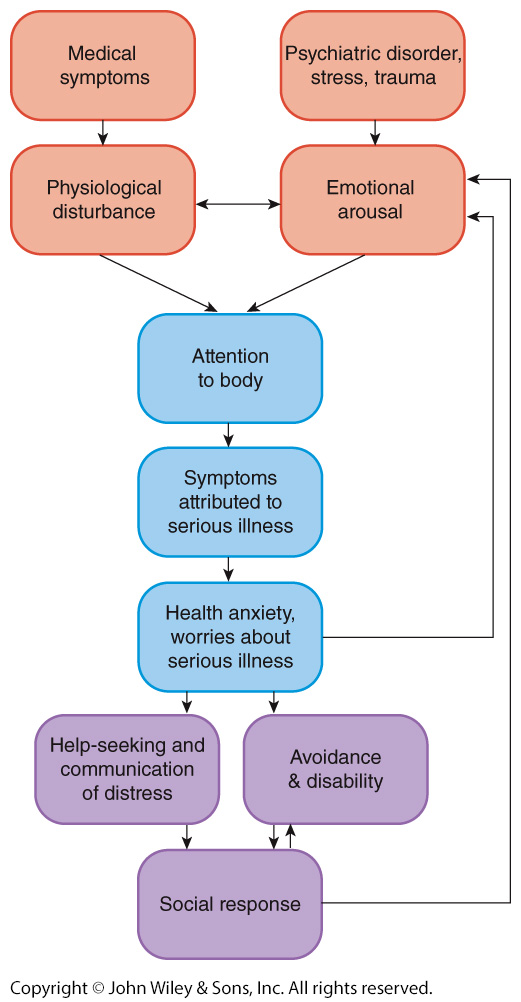 Medical
symptoms
Psychiatric disorder,
stress, trauma
Physiological
disturbance
Emotional
arousal
Attention
to body
Symptoms
attributed to
serious illness
Health anxiety,
worries about
serious illness
Help-seeking and
communication
of distress
Avoidance
& disability
Social response
Copyright © John Wiley & Sons, Inc. All rights reserved.